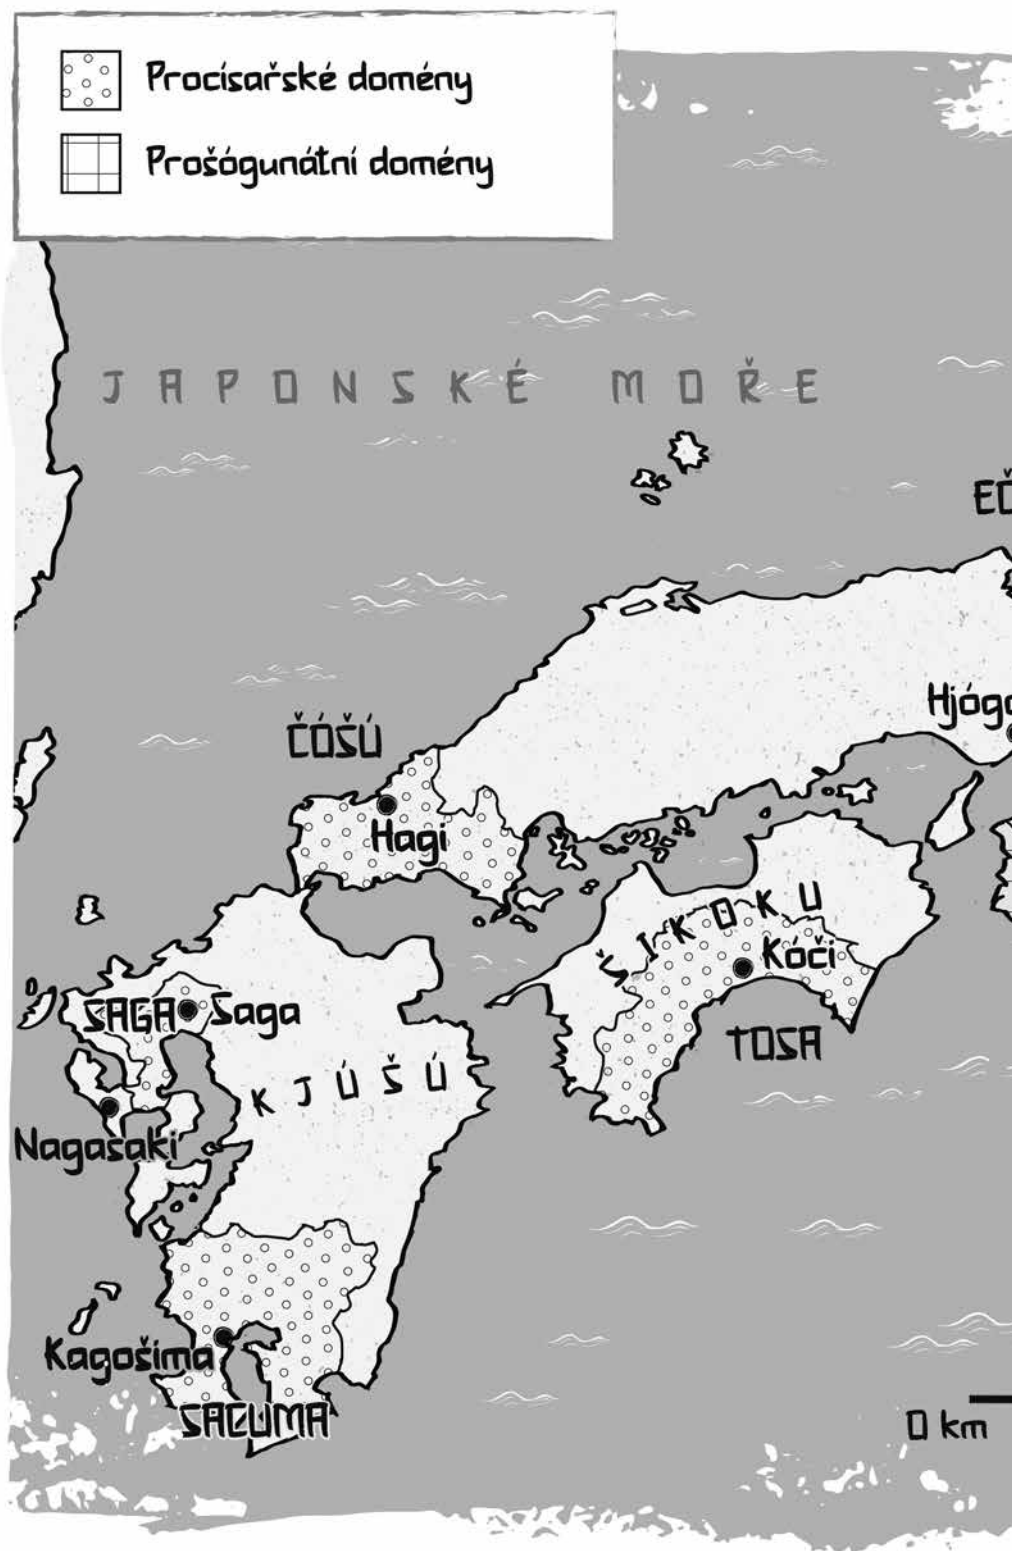 Procísařské domény
Prošógunátní domény
JAPONSKÉ MOŘE
ČÓŠÚ
Hagi
ŠIKOKU
Kóči
TOSA
SAGA
Saga
KJÚŠÚ
Nagasaki
Kagošima
SACUMA
0 km